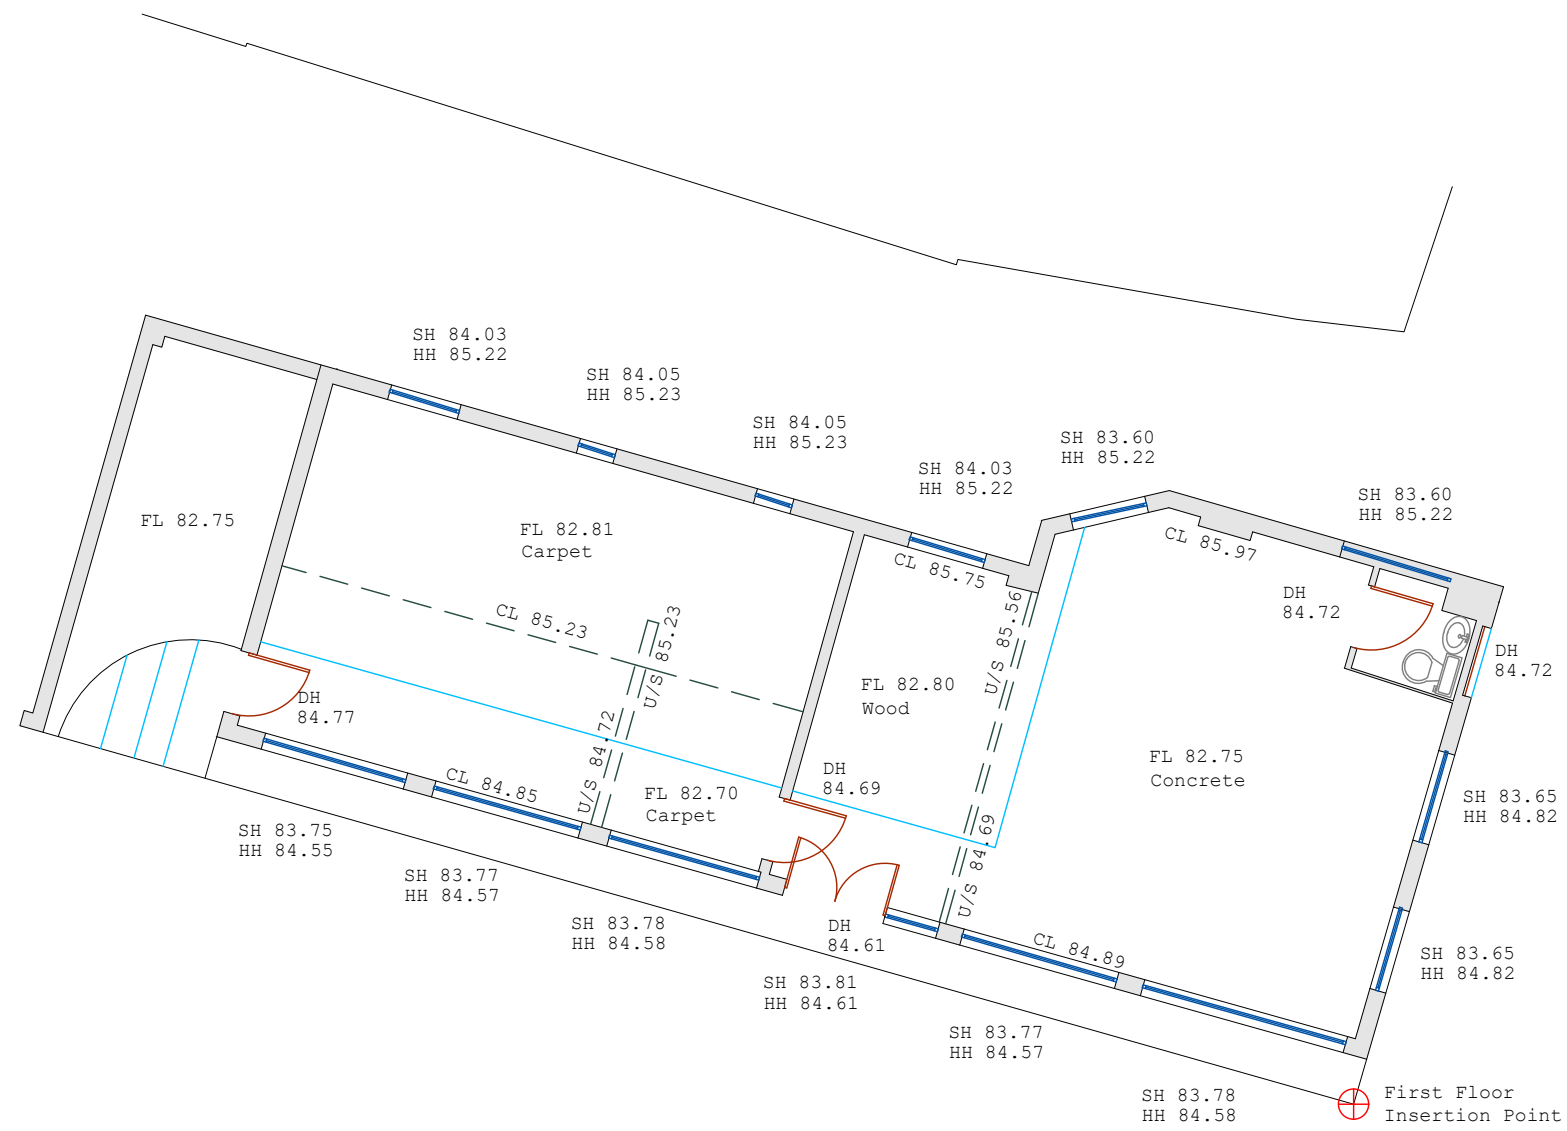 SH 84.03
HH 85.22
SH 84.05
HH 85.23
SH 84.05
HH 85.23
SH 84.03
HH 85.22
SH 83.60
HH 85.22
SH 83.60
HH 85.22
FL 82.75
FL 82.81
Carpet
CL 85.75
CL 85.97
DH
84.72
DH
84.72
CL 85.23
U/S 85.23
U/S 85.56
FL 82.80
Wood
DH
84.77
U/S 84.72
FL 82.75
Concrete
CL 84.85
FL 82.70
Carpet
DH
84.69
U/S 84.69
SH 83.65
HH 84.82
SH 83.75
HH 84.55
SH 83.77
HH 84.57
SH 83.78
HH 84.58
DH
84.61
CL 84.89
SH 83.65
HH 84.82
SH 83.81
HH 84.61
SH 83.77
HH 84.57
SH 83.78
HH 84.58
First Floor
Insertion Point